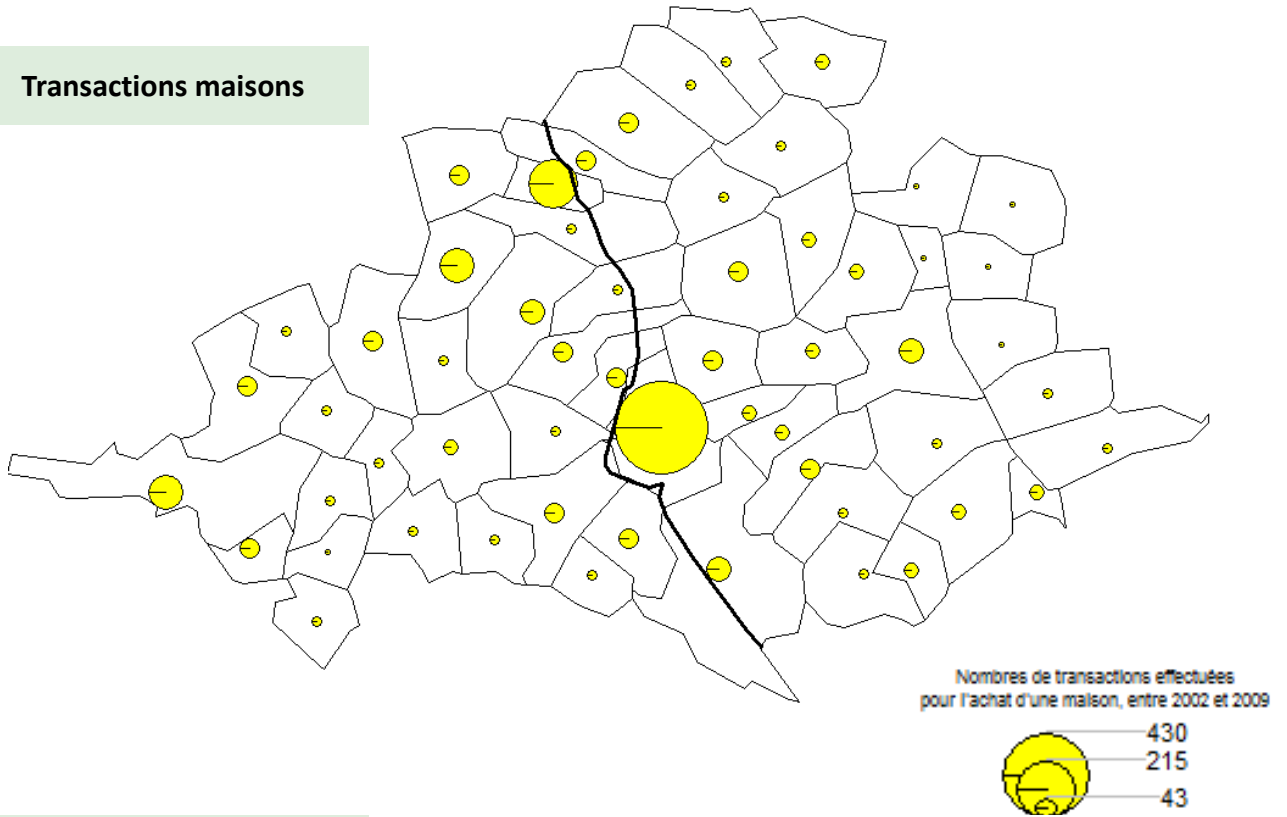 Transactions maisons
Nombres de transactions effectuées
pour l'achat d'une maison, entre 2002 et 2009
430
215
43